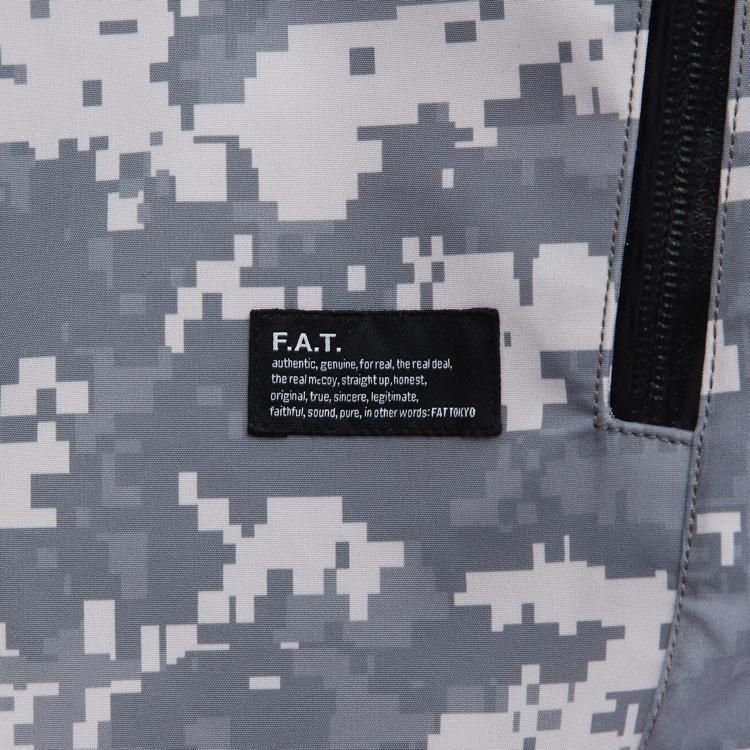 F.A.T.
authentic, genuine, for real, the real deal,
the real mccoy, straight up, honest,
original, true, sincere, legitimate,
faithful, sound, pure, in other words: FAT TOKYO